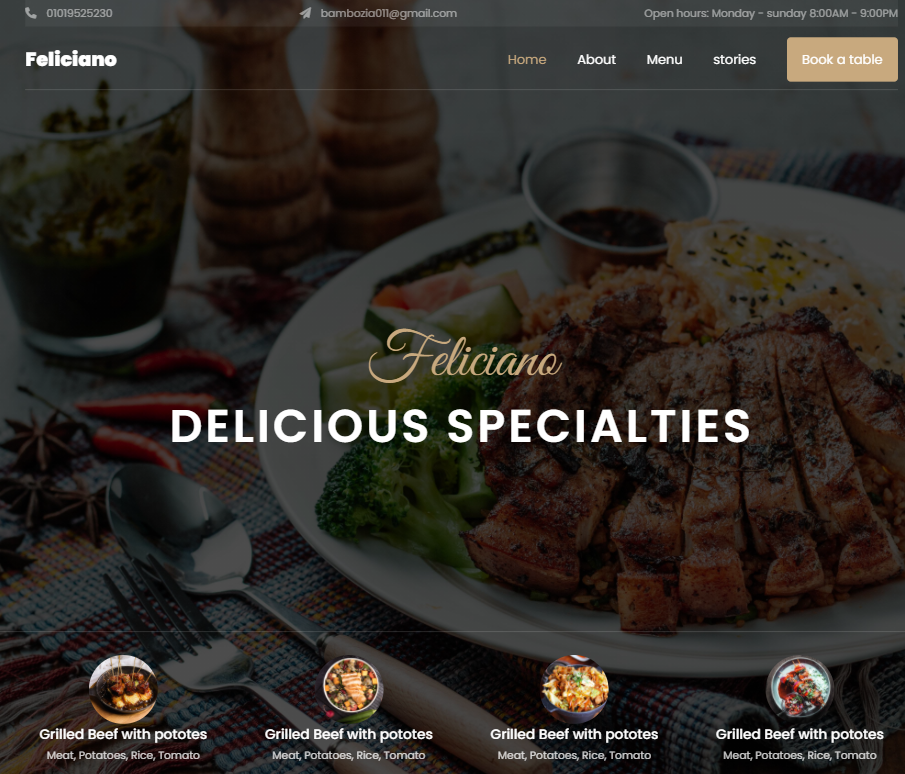 01019525230 bambozia011@gmail.com Open hours: Monday - sunday 8:00AM - 9:00PM
Feliciano Home About Menu stories Book a table
Feliciano
DELICIOUS SPECIALTIES
Grilled Beef with pototes Grilled Beef with pototes Grilled Beef with pototes Grilled Beef with pototes
Meat, Potatoes, Rice, Tomato Meat, Potatoes, Rice, Tomato Meat, Potatoes, Rice, Tomato Meat, Potatoes, Rice, Tomato